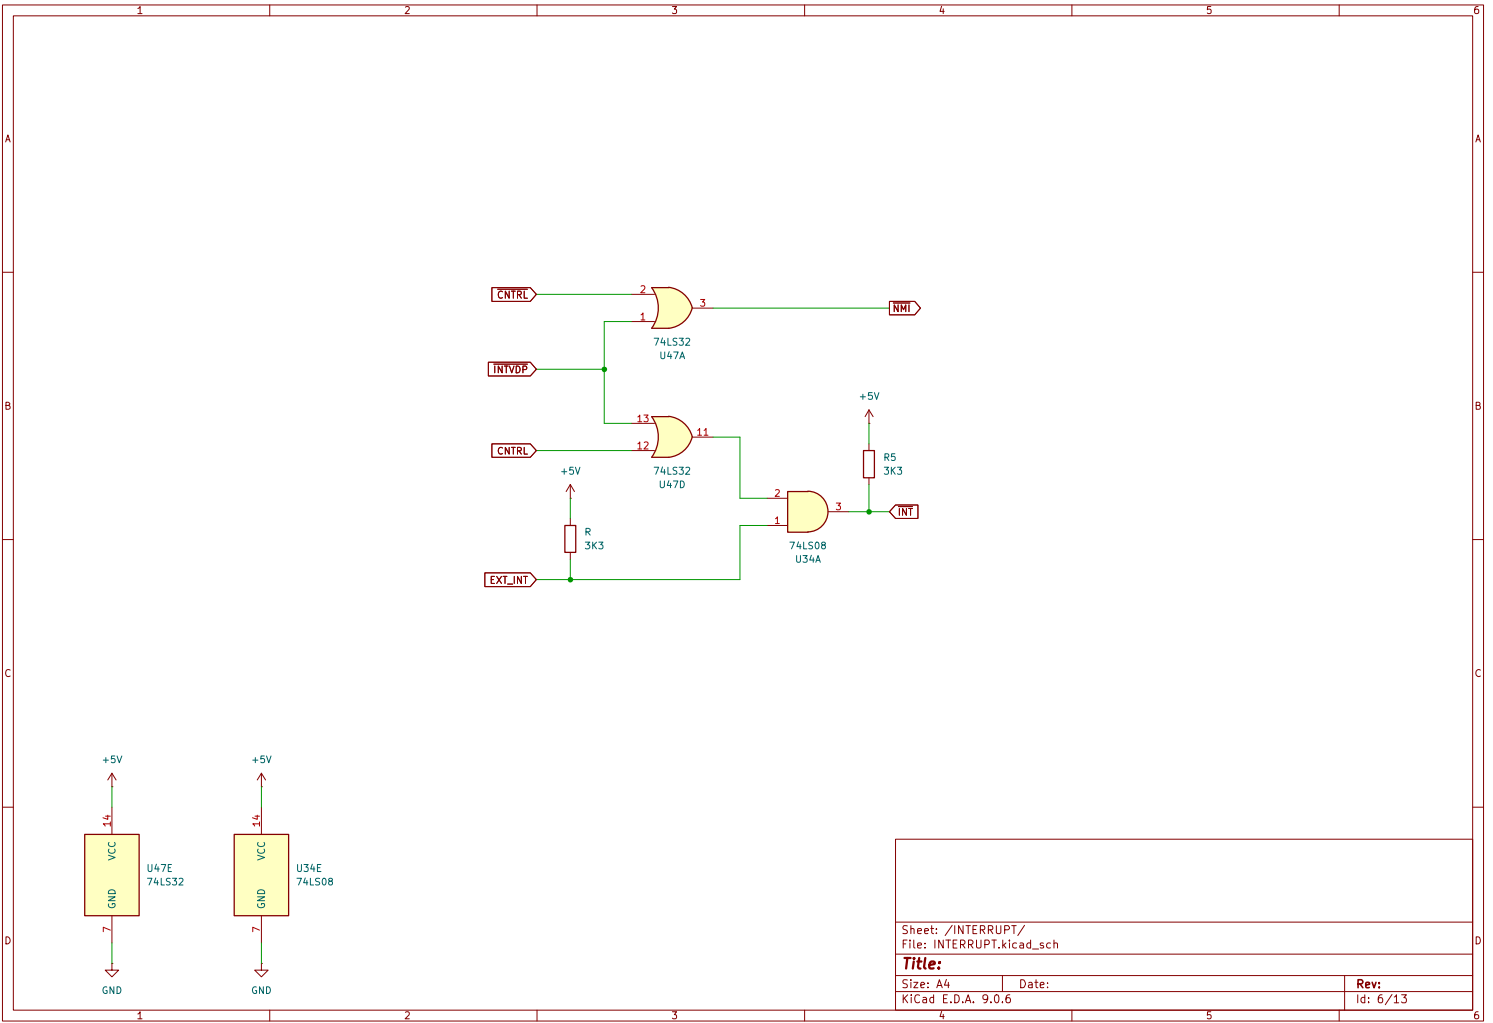 1 2 3 4 5 6
A A
CNTRL
2
3
NMI
1
74LS32
U47A
INTVDP
+5V
B B
13
11
CNTRL
12
R5
3K3
+5V
74LS32
U47D
2
3
INT
1
R
3K3
74LS08
U34A
EXT_INT
C C
+5V +5V
14 14
VCC VCC
U47E
74LS32
U34E
74LS08
GND GND
7 7
GND GND
D D
Sheet: /INTERRUPT/
File: INTERRUPT.kicad_sch
Title:
Size: A4 Date: Rev:
KiCad E.D.A. 9.0.6 Id: 6/13
1 2 3 4 5 6